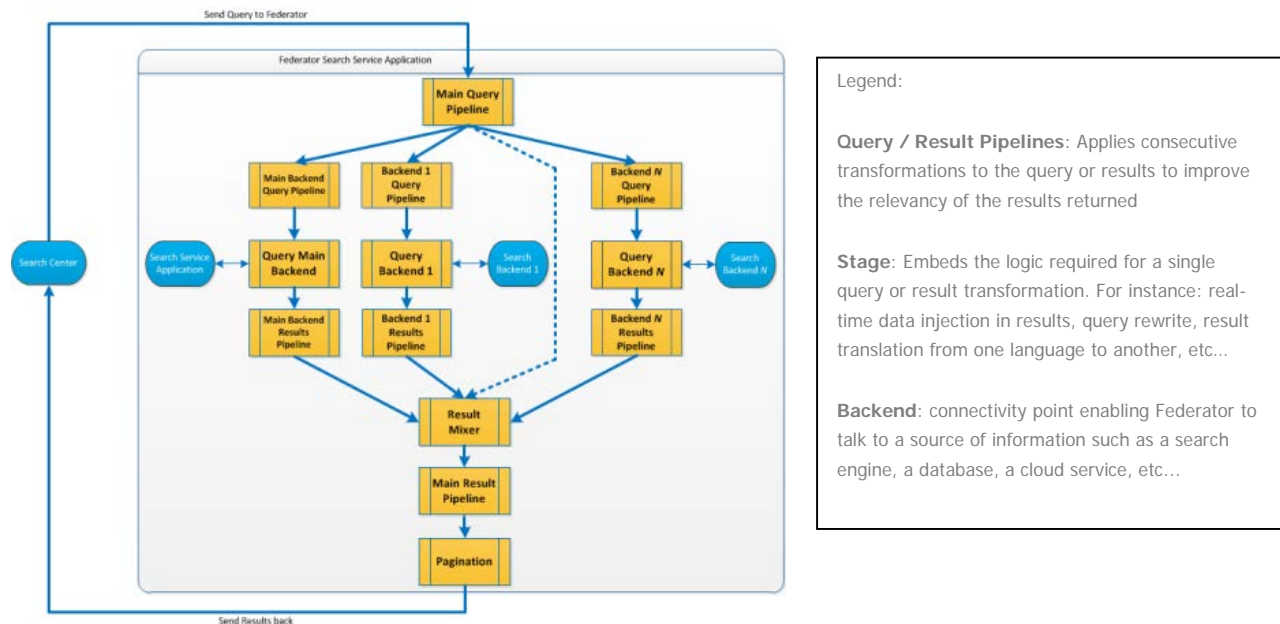 Send Query to Federator
Federator Search Service Application
Main Query
Pipeline
Main Backend
Query Pipeline
Backend 1
Query
Pipeline
Backend N
Query
Pipeline
Search Center
Search Service
Application
Query Main
Backend
Query
Backend 1
Search
Backend 1
Query
Backend N
Search
Backend N
Main Backend
Results
Pipeline
Backend 1
Results
Pipeline
Backend N
Results
Pipeline
Result
Mixer
Main Result
Pipeline
Pagination
Send Results back
Legend:
Query / Result Pipelines: Applies consecutive
transformations to the query or results to improve
the relevancy of the results returned
Stage: Embeds the logic required for a single
query or result transformation. For instance: real-
time data injection in results, query rewrite, result
translation from one language to another, etc...
Backend: connectivity point enabling Federator to
talk to a source of information such as a search
engine, a database, a cloud service, etc...